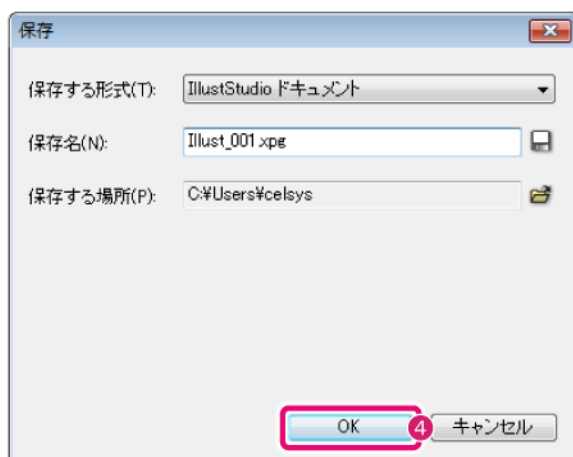 保存
保存する形式(T): IllustStudio ドキュメント
保存名(N): Illust_001.xpg
保存する場所(P): C:¥Users¥celsys
OK 4 キャンセル